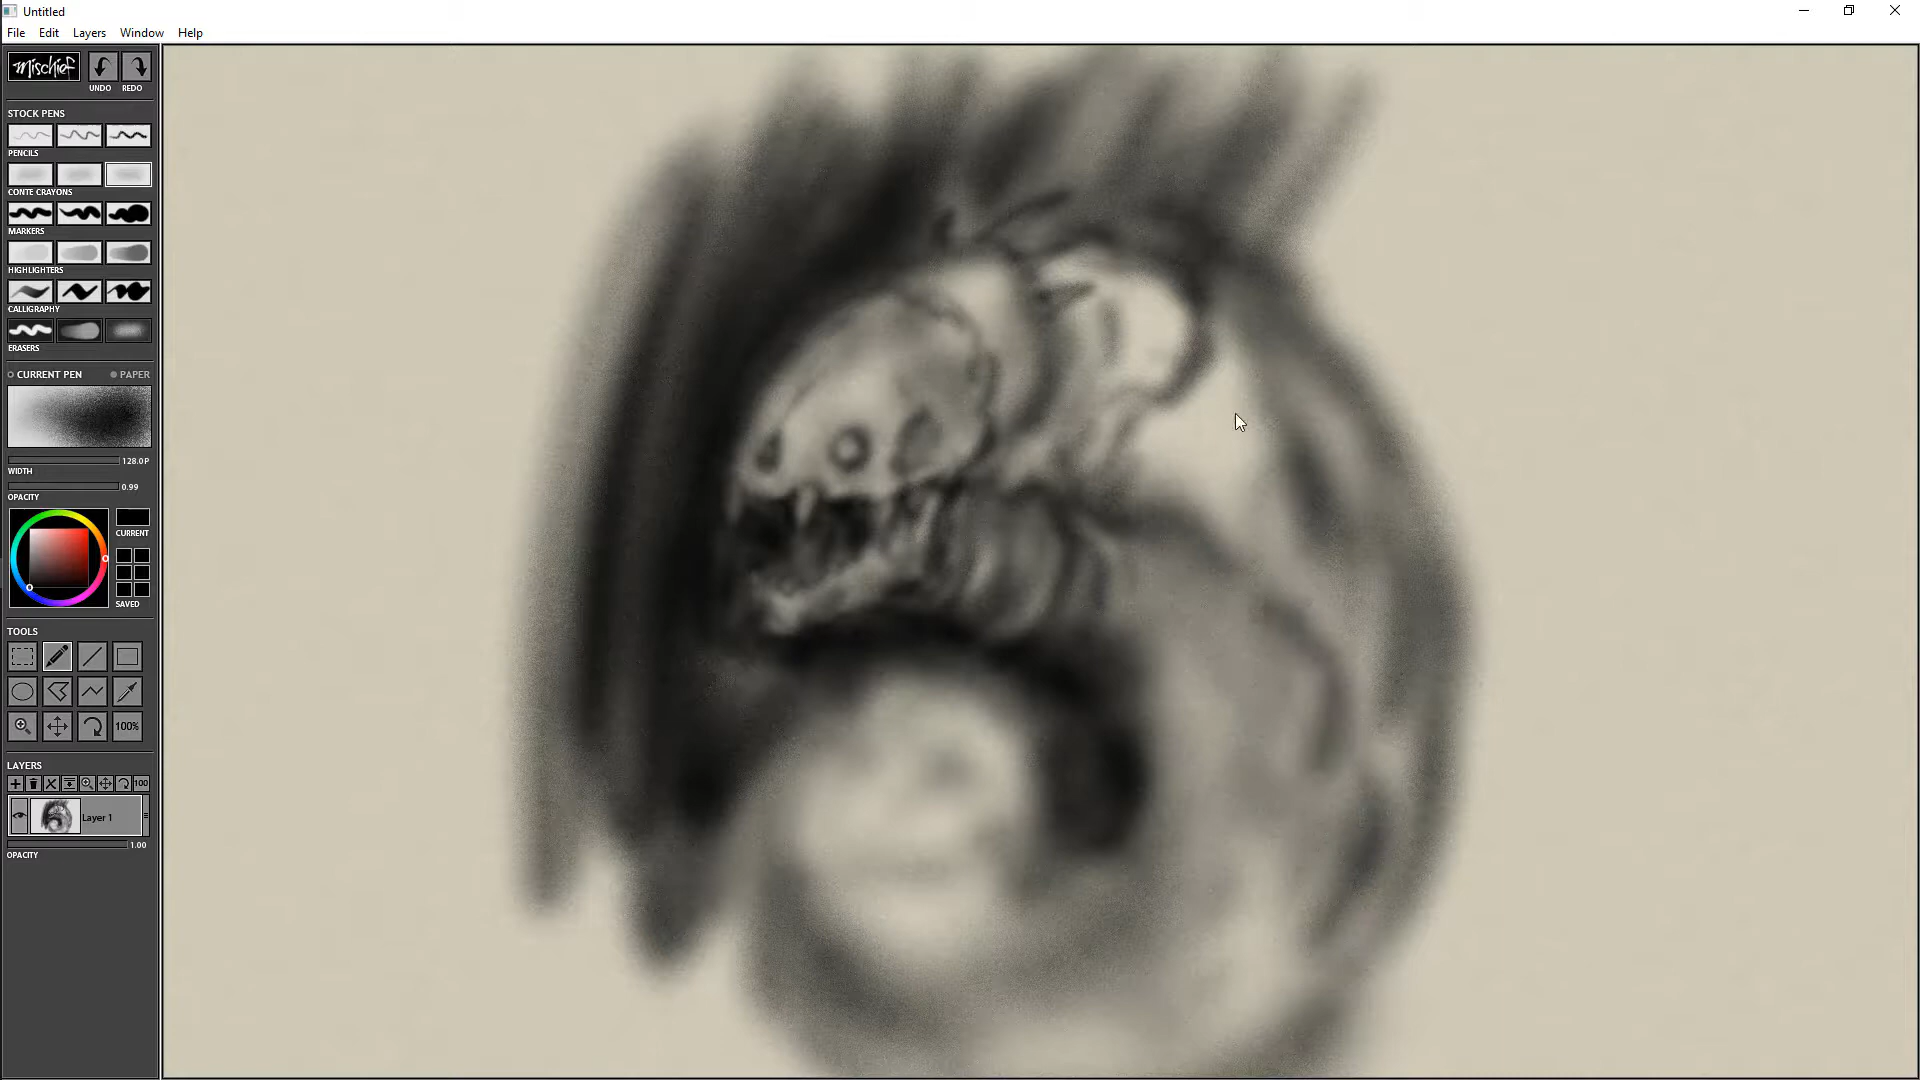 Untitled
File Edit Layers Window Help
Mischief
UNDO REDO
STOCK PENS
PENCILS
CONTE CRAYONS
MARKERS
HIGHLIGHTERS
CALLIGRAPHY
ERASERS
CURRENT PEN PAPER
128.0P
WIDTH
0.99
OPACITY
CURRENT
SAVED
TOOLS
100%
LAYERS
100
Layer 1
1.00
OPACITY